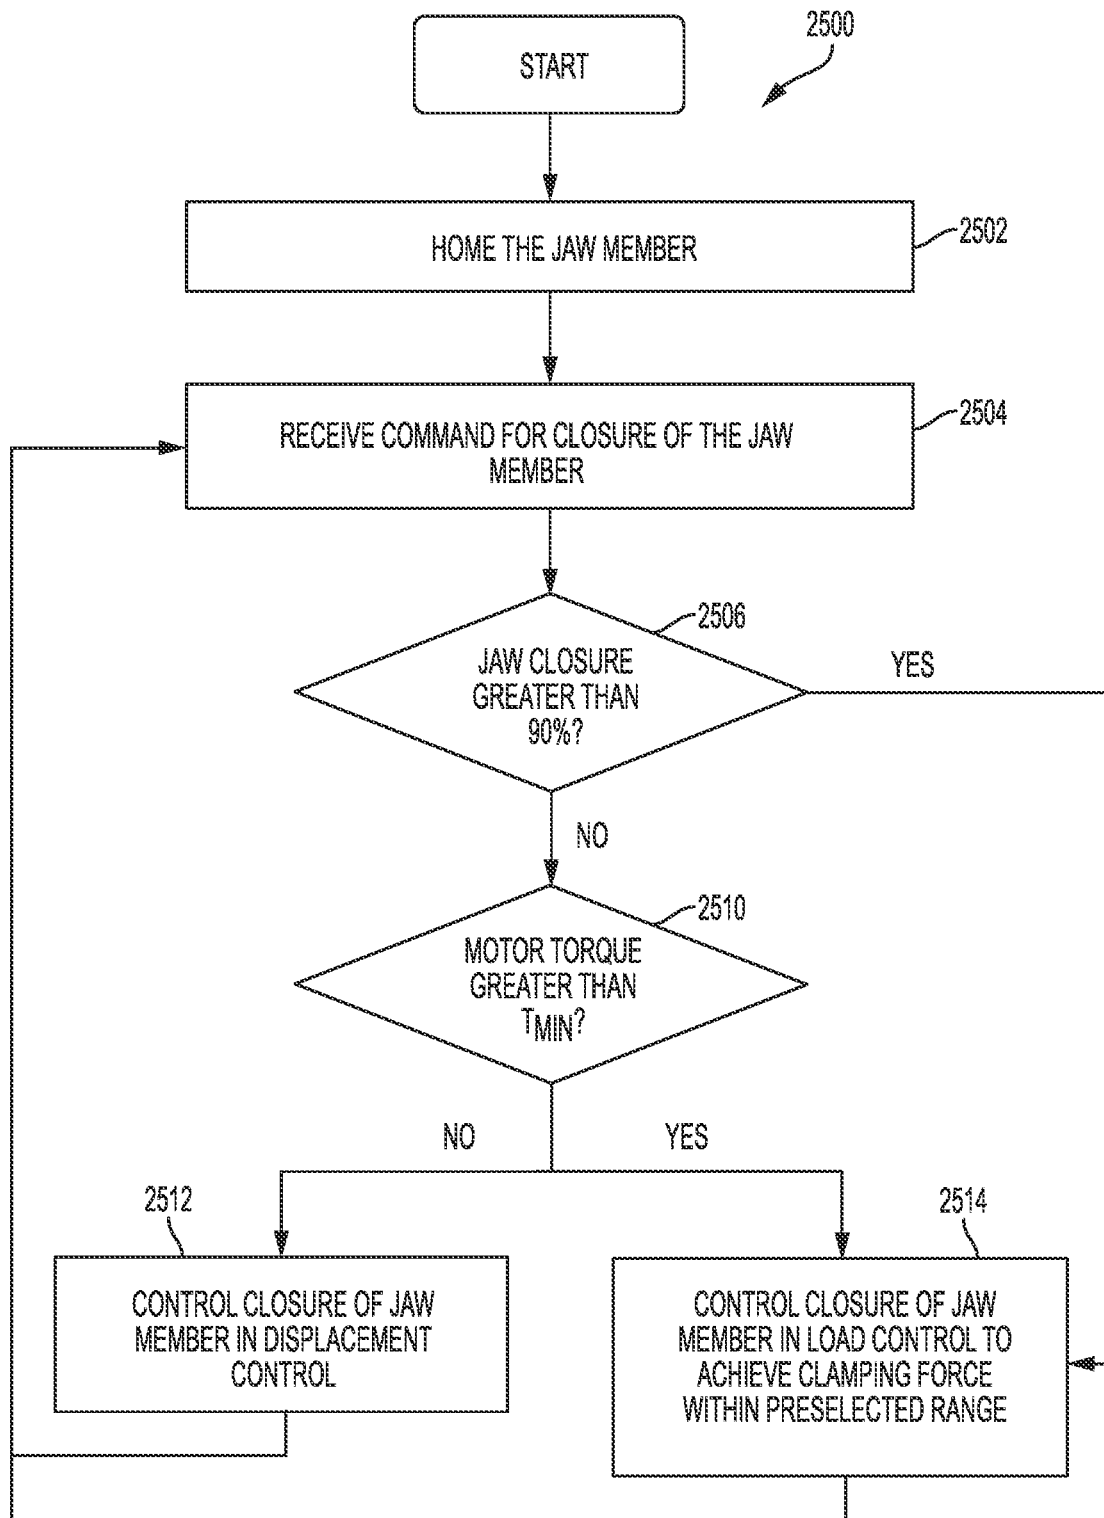 2500
START
HOME THE JAW MEMBER
2502
RECEIVE COMMAND FOR CLOSURE OF THE JAW
MEMBER
2504
2506
JAW CLOSURE
GREATER THAN
90%?
YES
NO
2510
MOTOR TORQUE
GREATER THAN
TMIN?
NO
YES
2512
2514
CONTROL CLOSURE OF JAW
MEMBER IN DISPLACEMENT
CONTROL
CONTROL CLOSURE OF JAW
MEMBER IN LOAD CONTROL TO
ACHIEVE CLAMPING FORCE
WITHIN PRESELECTED RANGE